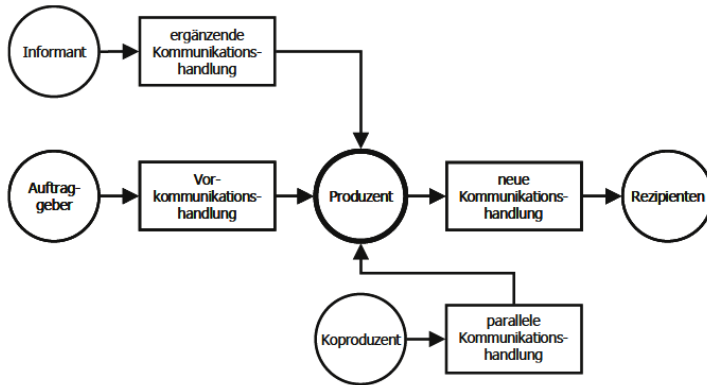 Informant
ergänzende
Kommunikations-
handlung
Auftrag-
geber
Vor-
kommunikations-
handlung
Produzent
neue
Kommunikations-
handlung
Rezipienten
Koproduzent
parallele
Kommunikations-
handlung